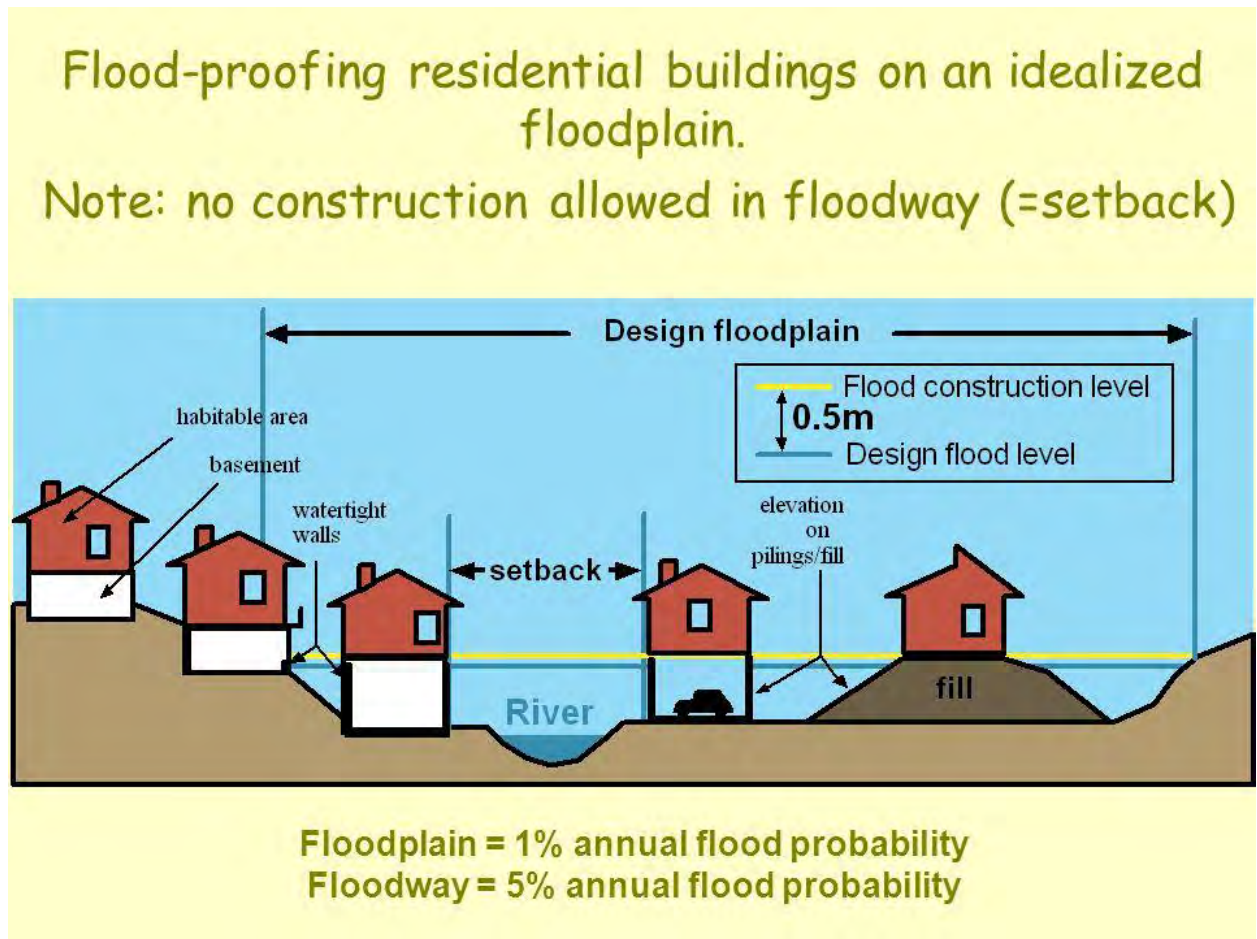 Flood-proofing residential buildings on an idealized
floodplain.
Note: no construction allowed in floodway (=setback)
Design floodplain
Flood construction level
0.5m
Design flood level
habitable area
basement
watertight
walls
setback
elevation
on
pilings/fill
River
fill
Floodplain = 1% annual flood probability
Floodway = 5% annual flood probability